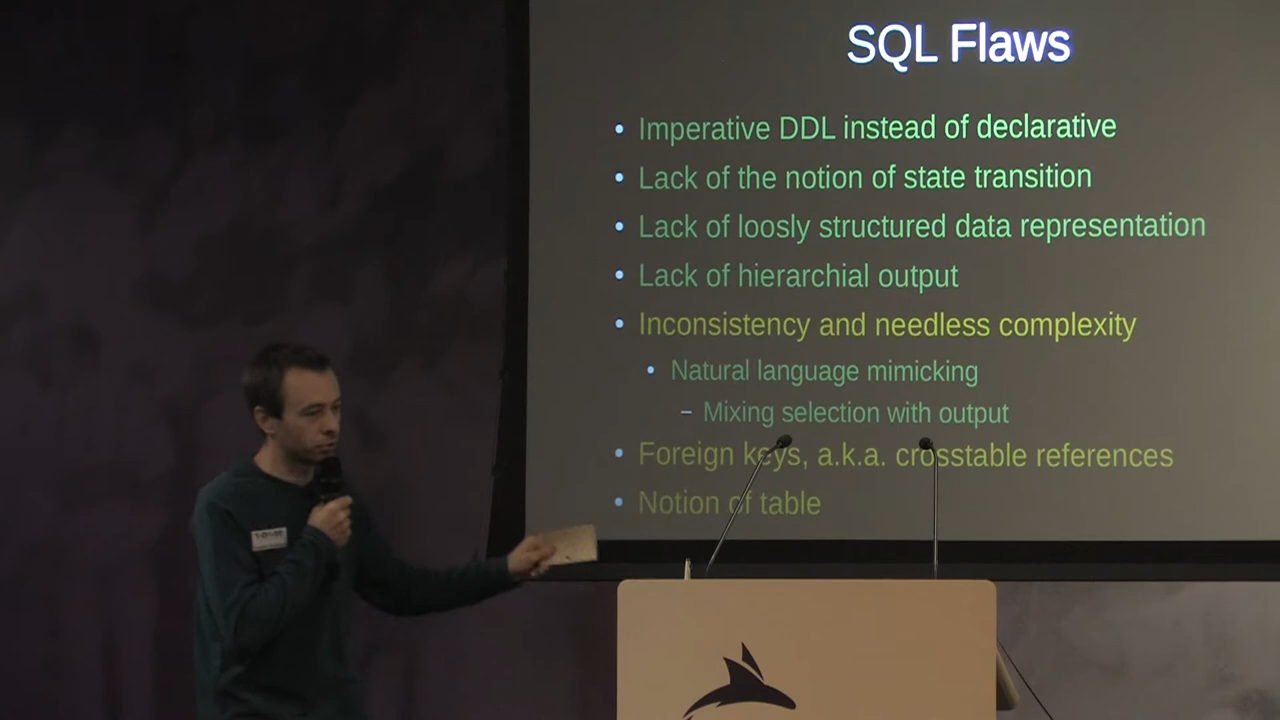 SQL Flaws
• Imperative DDL instead of declarative
• Lack of the notion of state transition
• Lack of loosly structured data representation
• Lack of hierarchial output
• Inconsistency and needless complexity
• Natural language mimicking
– Mixing selection with output
• Foreign keys, a.k.a. crosstable references
• Notion of table